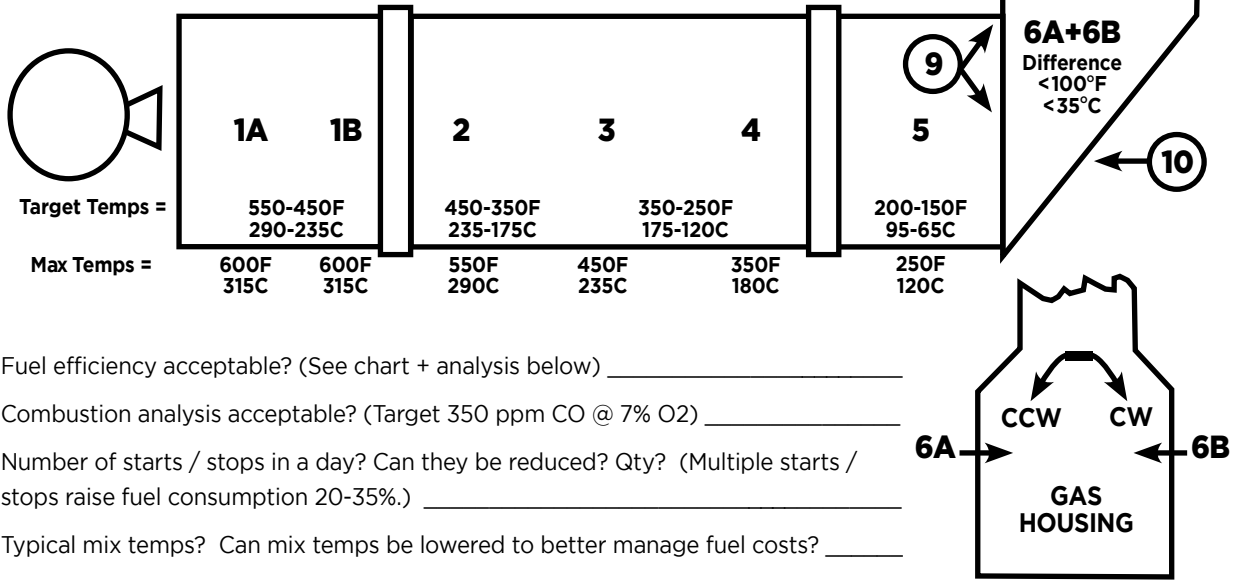 9
6A+6B
Difference
<100°F
<35°C
1A 1B 2 3 4 5
10
Target Temps = 550-450F 450-350F 350-250F 200-150F
290-235C 235-175C 175-120C 95-65C
Max Temps = 600F 600F 550F 450F 350F 250F
315C 315C 290C 235C 180C 120C
Fuel efficiency acceptable? (See chart + analysis below) ____________________
Combustion analysis acceptable? (Target 350 ppm CO @ 7% O2) ____________________
Number of starts / stops in a day? Can they be reduced? Qty? (Multiple starts /
stops raise fuel consumption 20-35%.) ____________________
Typical mix temps? Can mix temps be lowered to better manage fuel costs? ______
CCW CW
6A 6B
GAS
HOUSING